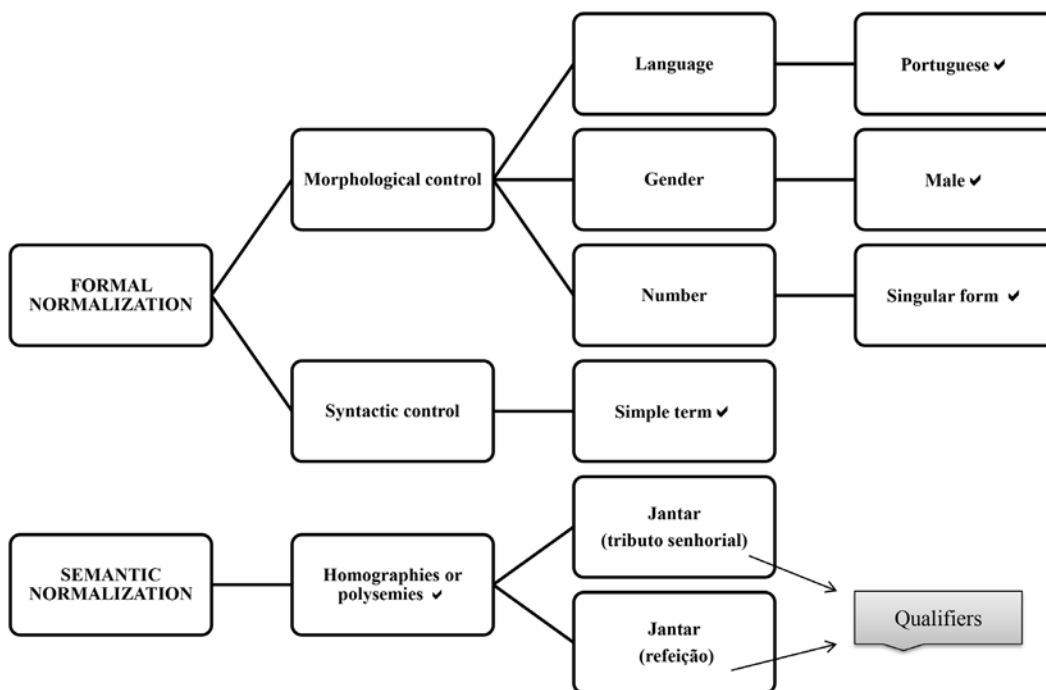 Language
Portuguese ✔
Morphological control
Gender
Male ✔
FORMAL
NORMALIZATION
Number
Singular form ✔
Syntactic control
Simple term ✔
SEMANTIC
NORMALIZATION
Homographies or
polysemies ✔
Jantar
(tributo senhorial)
Jantar
(refeição)
Qualifiers